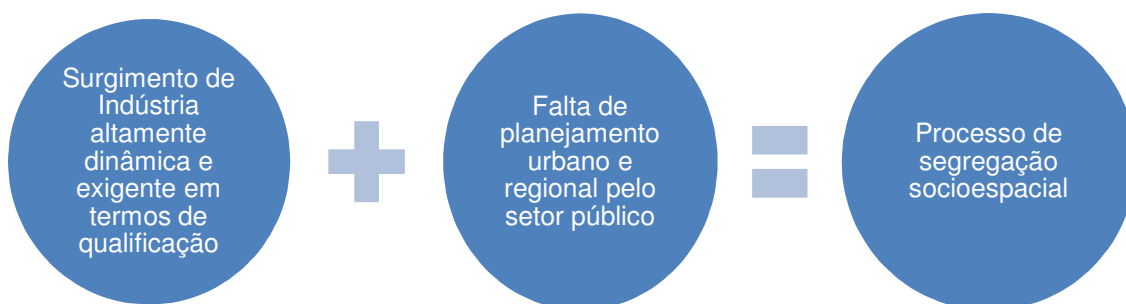 Surgimento de
Indústria
altamente
dinâmica e
exigente em
termos de
qualificação
Falta de
planejamento
urbano e
regional pelo
setor público
Processo de
segregação
socioespacial